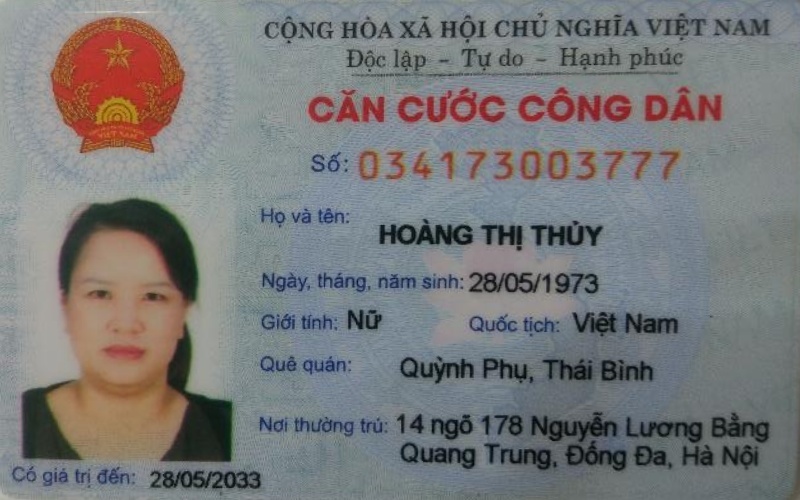 CỘNG HÒA XÃ HỘI CHỦ NGHĨA VIỆT NAM
Độc lập – Tự do – Hạnh phúc
CĂN CƯỚC CÔNG DÂN
Số: 034173003777
Họ và tên: HOÀNG THỊ THỦY
Ngày, tháng, năm sinh: 28/05/1973
Giới tính: Nữ Quốc tịch: Việt Nam
Quê quán: Quỳnh Phụ, Thái Bình
Nơi thường trú: 14 ngõ 178 Nguyễn Lương Bằng
Quang Trung, Đống Đa, Hà Nội
Có giá trị đến: 28/05/2033